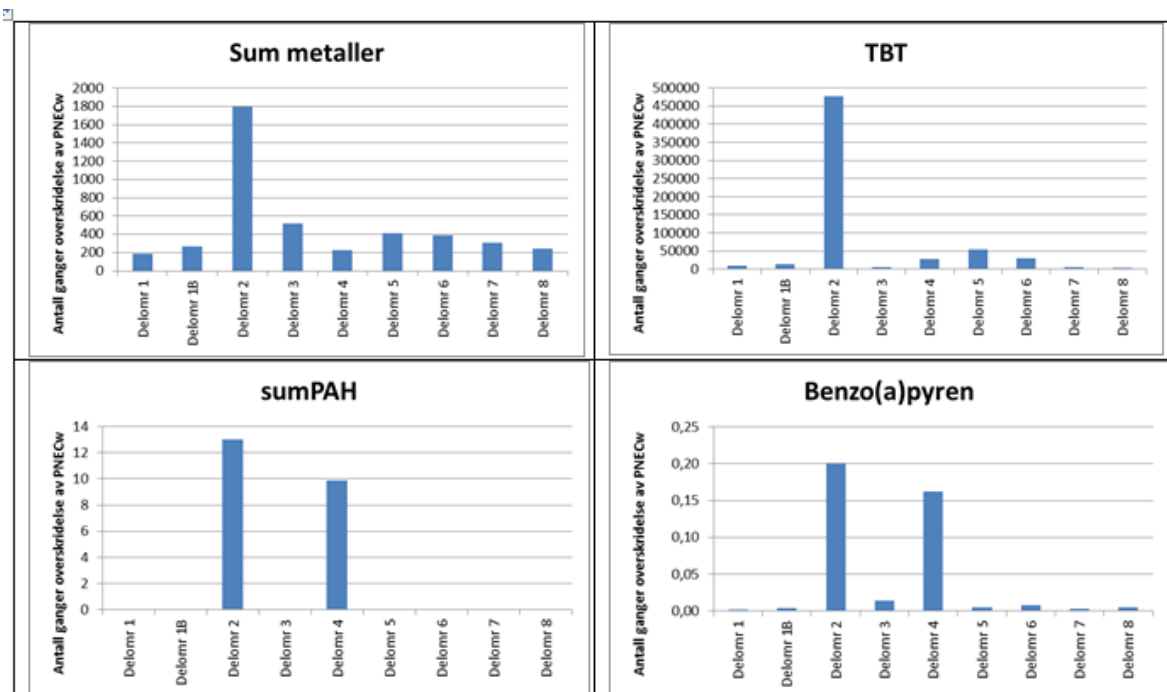 Sum metaller
Antall ganger overskridelse av PNECw
2000
1800
1600
1400
1200
1000
800
600
400
200
0
Delomr 1
Delomr 1B
Delomr 2
Delomr 3
Delomr 4
Delomr 5
Delomr 6
Delomr 7
Delomr 8
TBT
Antall ganger overskridelse av PNECw
500000
450000
400000
350000
300000
250000
200000
150000
100000
50000
0
Delomr 1
Delomr 1B
Delomr 2
Delomr 3
Delomr 4
Delomr 5
Delomr 6
Delomr 7
Delomr 8
sumPAH
Antall ganger overskridelse av PNECw
14
12
10
8
6
4
2
0
Delomr 1
Delomr 1B
Delomr 2
Delomr 3
Delomr 4
Delomr 5
Delomr 6
Delomr 7
Delomr 8
Benzo(a)pyren
Antall ganger overskridelse av PNECw
0,25
0,20
0,15
0,10
0,05
0,00
Delomr 1
Delomr 1B
Delomr 2
Delomr 3
Delomr 4
Delomr 5
Delomr 6
Delomr 7
Delomr 8